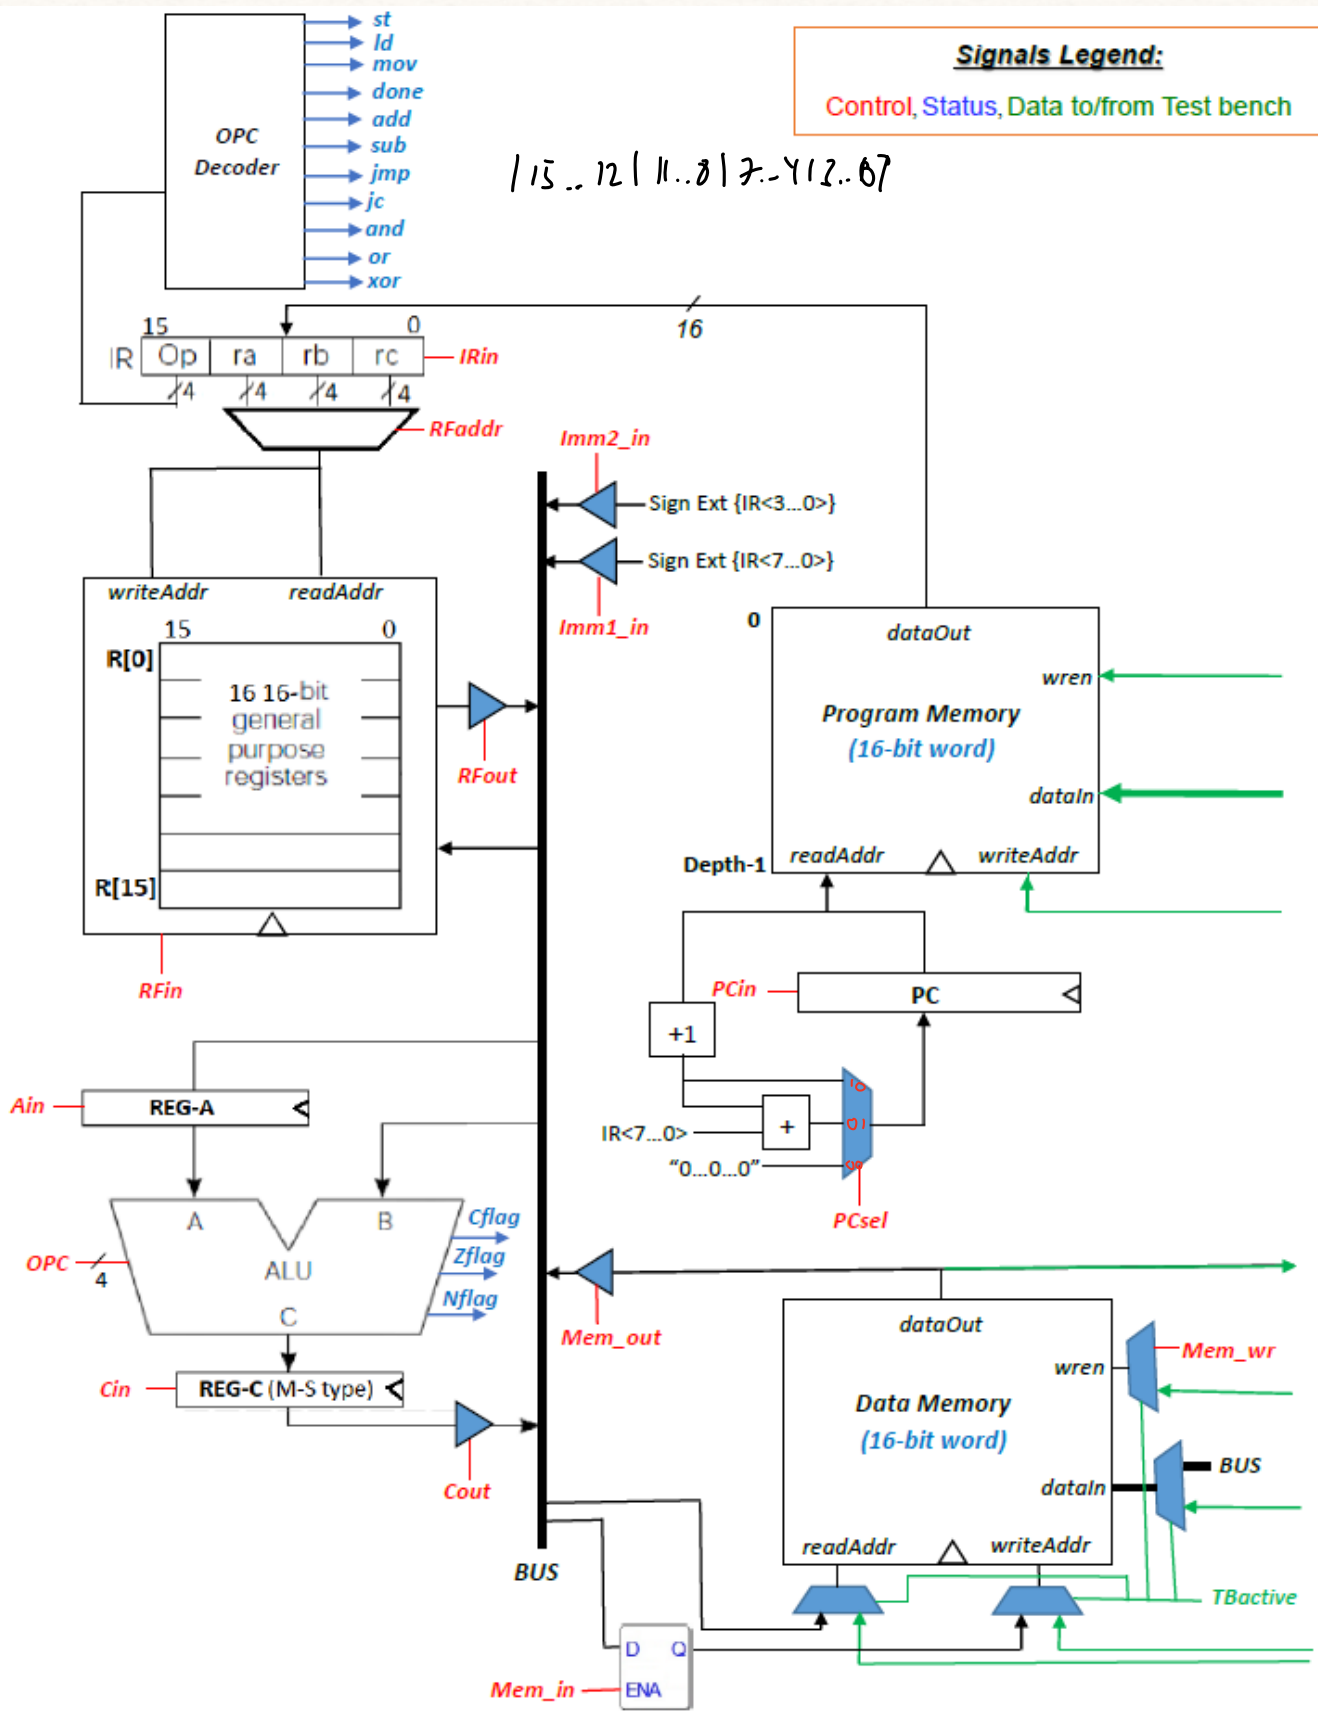 st
ld
mov
done
add
sub
jmp
jc
and
or
xor
OPC
Decoder
Signals Legend:
Control, Status, Data to/from Test bench
|15..12|11..8|7..4|3..0|
15
0
16
IR
Op
ra
rb
rc
IRin
4
4
4
4
RFaddr
Imm2_in
Sign Ext {IR<3...0>}
Sign Ext {IR<7...0>}
Imm1_in
writeAddr
readAddr
15
0
R[0]
16 16-bit
general
purpose
registers
R[15]
RFout
RFin
0
dataOut
wren
Program Memory
(16-bit word)
dataIn
Depth-1
readAddr
writeAddr
PCin
PC
+1
+
IR<7...0>
"0...0...0"
10
01
00
PCsel
Ain
REG-A
A
B
ALU
C
OPC
4
Cflag
Zflag
Nflag
Cin
REG-C (M-S type)
Cout
Mem_out
dataOut
wren
Mem_wr
Data Memory
(16-bit word)
dataIn
BUS
readAddr
writeAddr
TBactive
BUS
D
Q
ENA
Mem_in